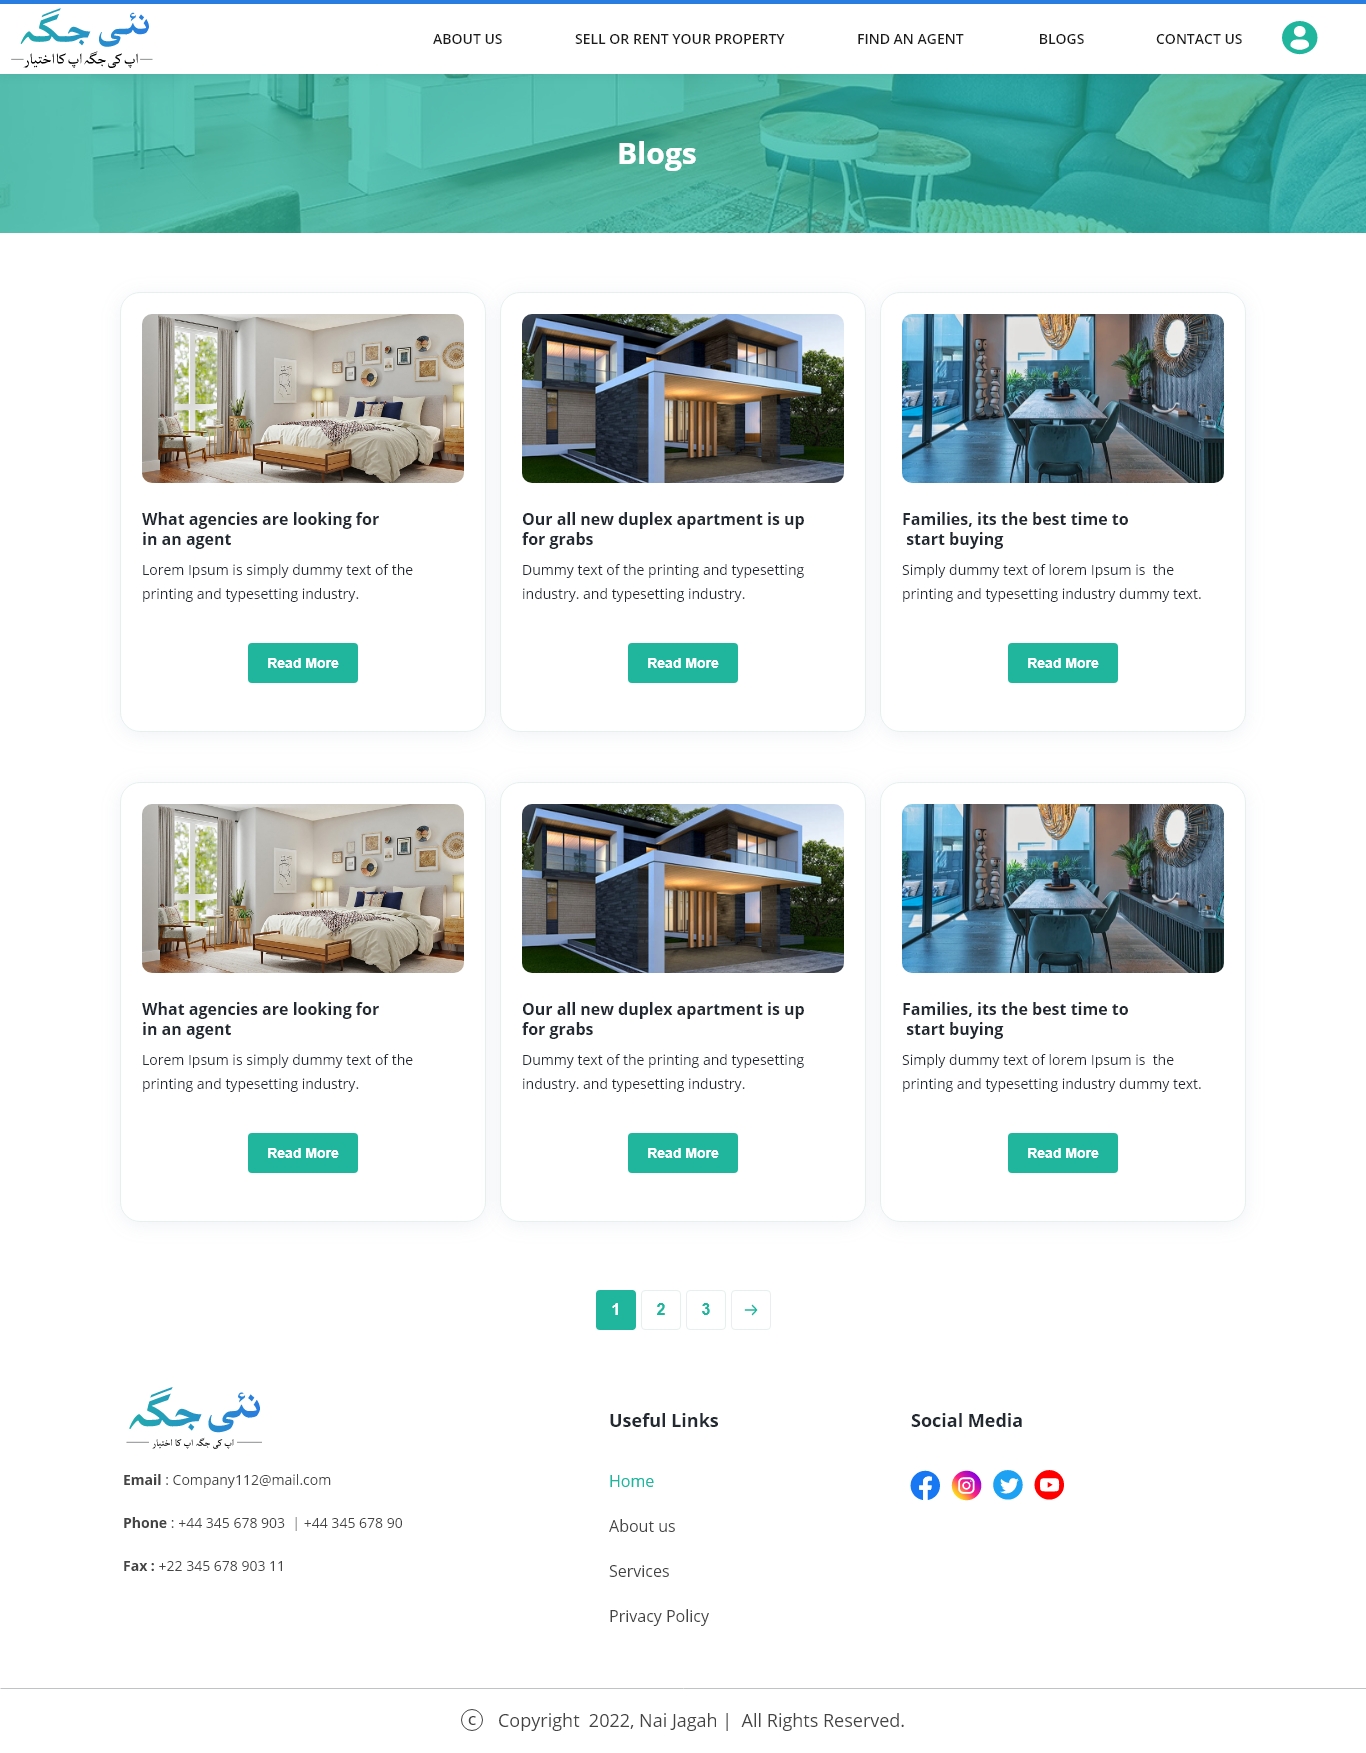 نئی جگہ
اپ کی جگہ اپ کا اختیار
ABOUT US
SELL OR RENT YOUR PROPERTY
FIND AN AGENT
BLOGS
CONTACT US
Blogs
What agencies are looking for
in an agent
Lorem Ipsum is simply dummy text of the
printing and typesetting industry.
Read More
Our all new duplex apartment is up
for grabs
Dummy text of the printing and typesetting
industry. and typesetting industry.
Read More
Families, its the best time to
start buying
Simply dummy text of lorem Ipsum is the
printing and typesetting industry dummy text.
Read More
What agencies are looking for
in an agent
Lorem Ipsum is simply dummy text of the
printing and typesetting industry.
Read More
Our all new duplex apartment is up
for grabs
Dummy text of the printing and typesetting
industry. and typesetting industry.
Read More
Families, its the best time to
start buying
Simply dummy text of lorem Ipsum is the
printing and typesetting industry dummy text.
Read More
1 2 3 →
نئی جگہ
اپ کی جگہ اپ کا اختیار
Email : Company112@mail.com
Phone : +44 345 678 903 | +44 345 678 90
Fax : +22 345 678 903 11
Useful Links
Home
About us
Services
Privacy Policy
Social Media
© Copyright 2022, Nai Jagah | All Rights Reserved.